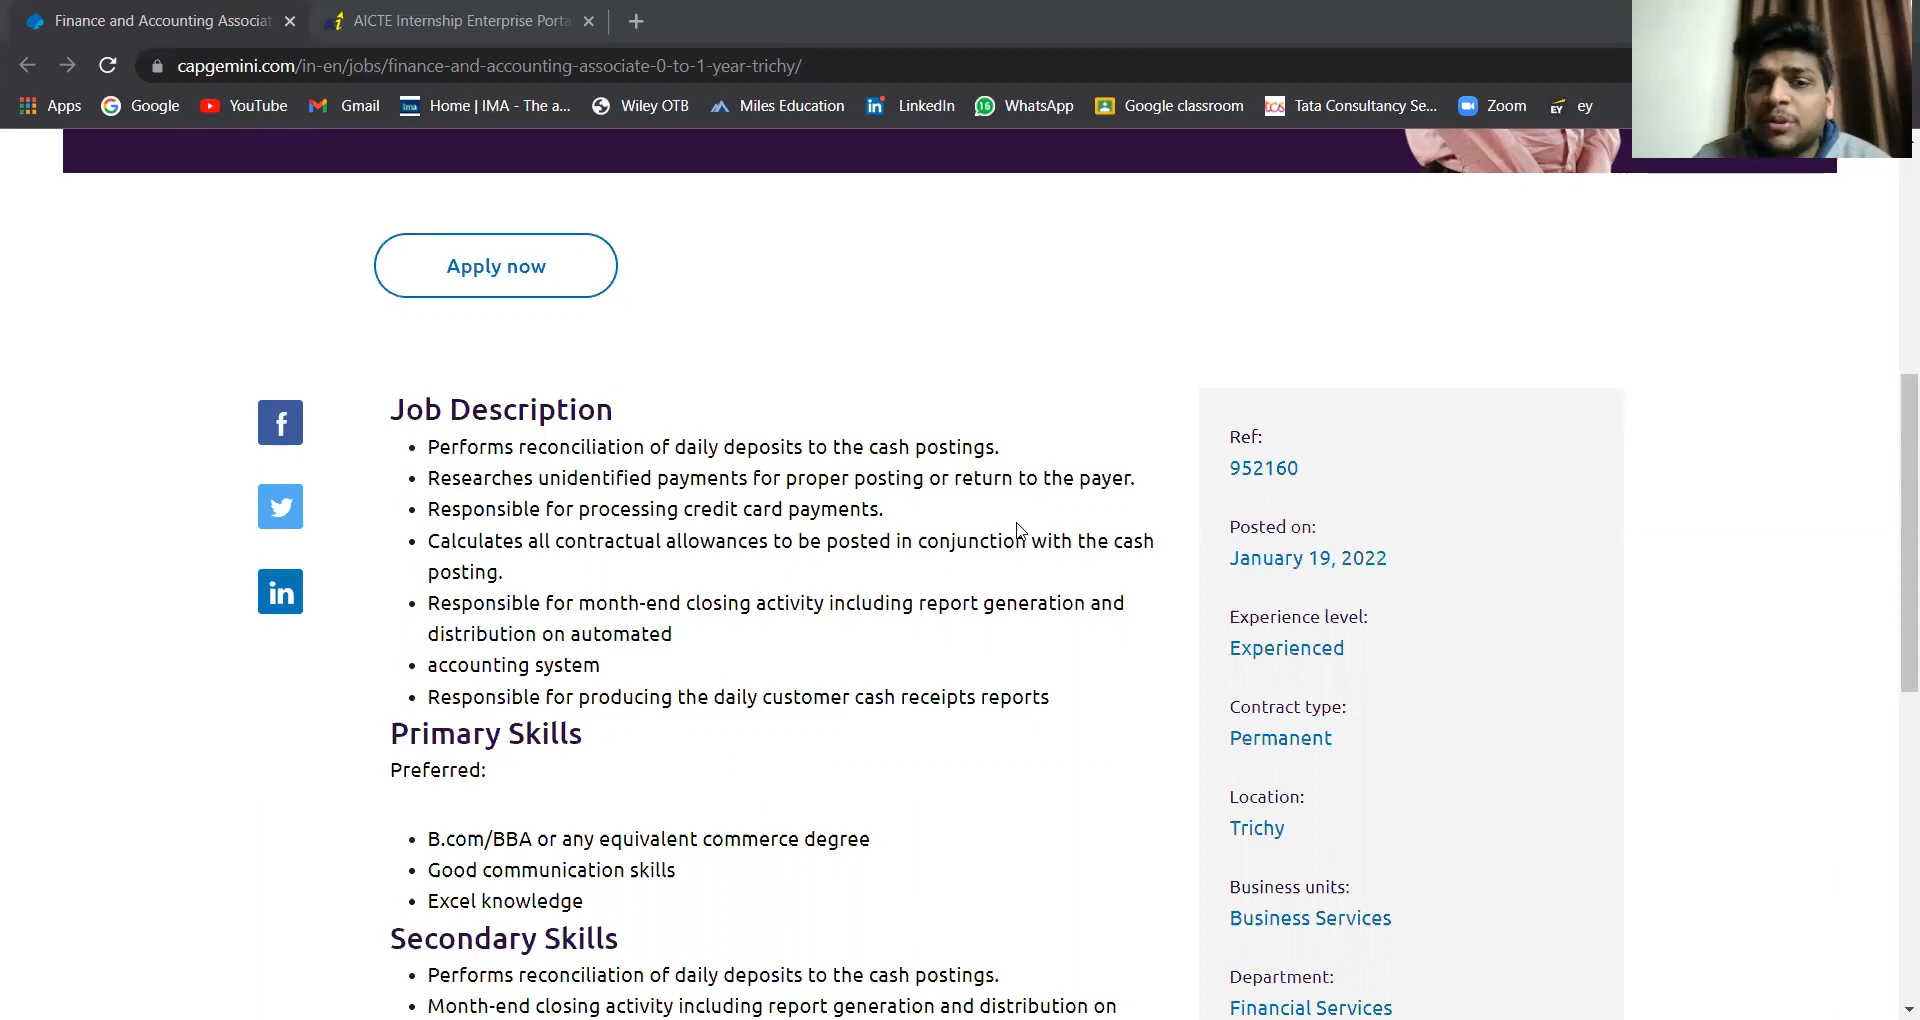 Finance and Accounting Associat
AICTE Internship Enterprise Porta
capgemini.com/in-en/jobs/finance-and-accounting-associate-0-to-1-year-trichy/
Apps
Google
YouTube
Gmail
ima
Home | IMA - The a...
Wiley OTB
Miles Education
in
LinkedIn
16
WhatsApp
Google classroom
tcs
Tata Consultancy Se...
Zoom
EY
ey
Apply now
f
in
Job Description
• Performs reconciliation of daily deposits to the cash postings.
• Researches unidentified payments for proper posting or return to the payer.
• Responsible for processing credit card payments.
• Calculates all contractual allowances to be posted in conjunction with the cash
posting.
• Responsible for month-end closing activity including report generation and
distribution on automated
• accounting system
• Responsible for producing the daily customer cash receipts reports
Primary Skills
Preferred:
• B.com/BBA or any equivalent commerce degree
• Good communication skills
• Excel knowledge
Secondary Skills
• Performs reconciliation of daily deposits to the cash postings.
• Month-end closing activity including report generation and distribution on
Ref:
952160
Posted on:
January 19, 2022
Experience level:
Experienced
Contract type:
Permanent
Location:
Trichy
Business units:
Business Services
Department:
Financial Services